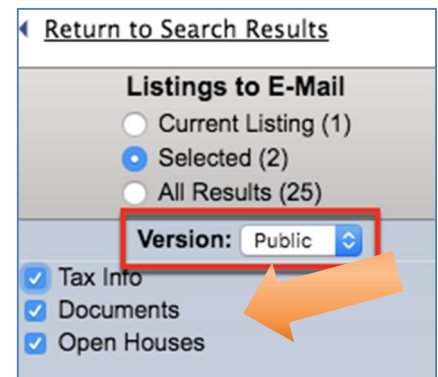 Return to Search Results
Listings to E-Mail
Current Listing (1)
Selected (2)
All Results (25)
Version: Public
Tax Info
Documents
Open Houses